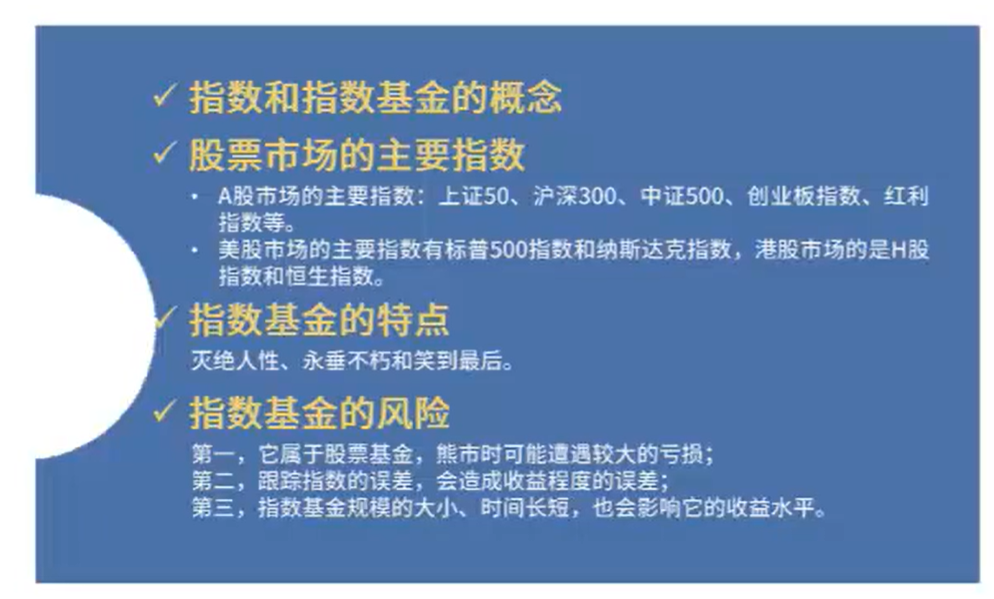 ✓ 指数和指数基金的概念
✓ 股票市场的主要指数
• A股市场的主要指数：上证50、沪深300、中证500、创业板指数、红利
指数等。
• 美股市场的主要指数有标普500指数和纳斯达克指数，港股市场的是H股
指数和恒生指数。
✓ 指数基金的特点
灭绝人性、永垂不朽和笑到最后。
✓ 指数基金的风险
第一，它属于股票基金，熊市时可能遭遇较大的亏损；
第二，跟踪指数的误差，会造成收益程度的误差；
第三，指数基金规模的大小、时间长短，也会影响它的收益水平。